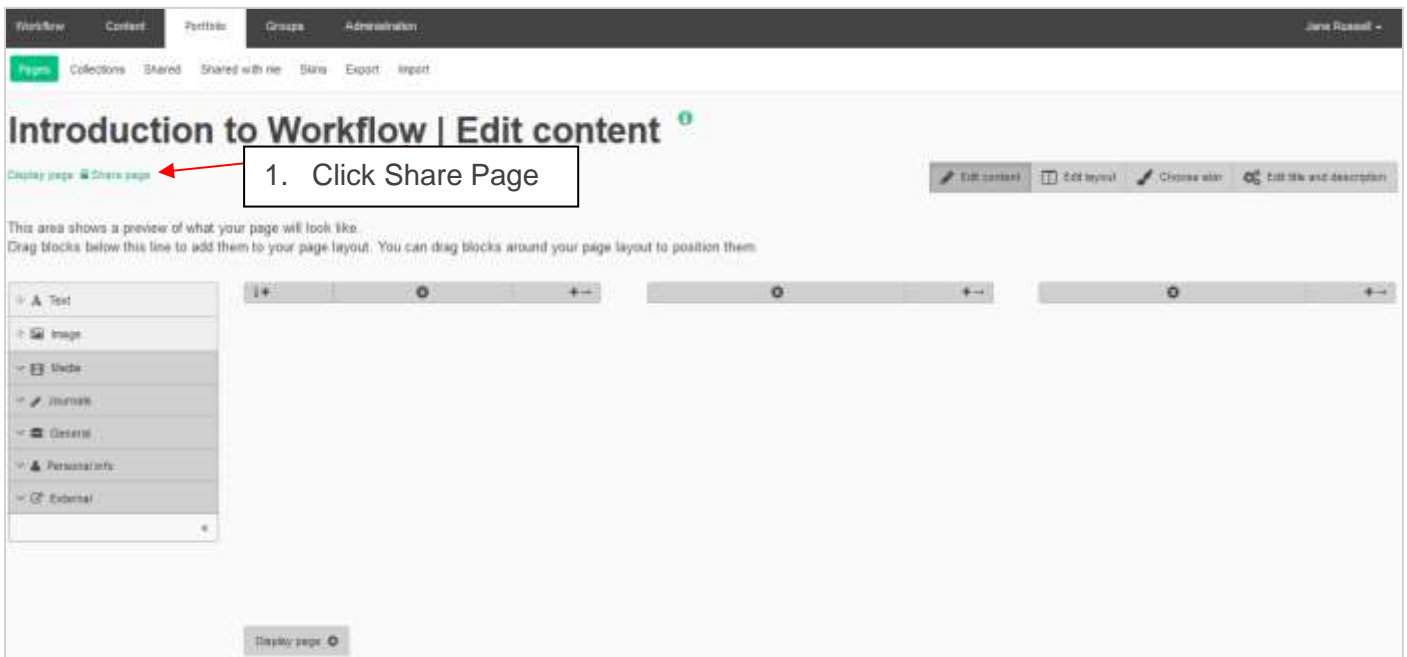 Workflow Content Portfolio Groups Administration Jane Russell
Pages Collections Shared Shared with me Skins Export Import
Introduction to Workflow | Edit content
Display page Share page
1. Click Share Page
Edit content Edit layout Choose skin Edit title and description
This area shows a preview of what your page will look like.
Drag blocks below this line to add them to your page layout. You can drag blocks around your page layout to position them.
Text
Image
Media
Journals
General
Personal info
External
Display page